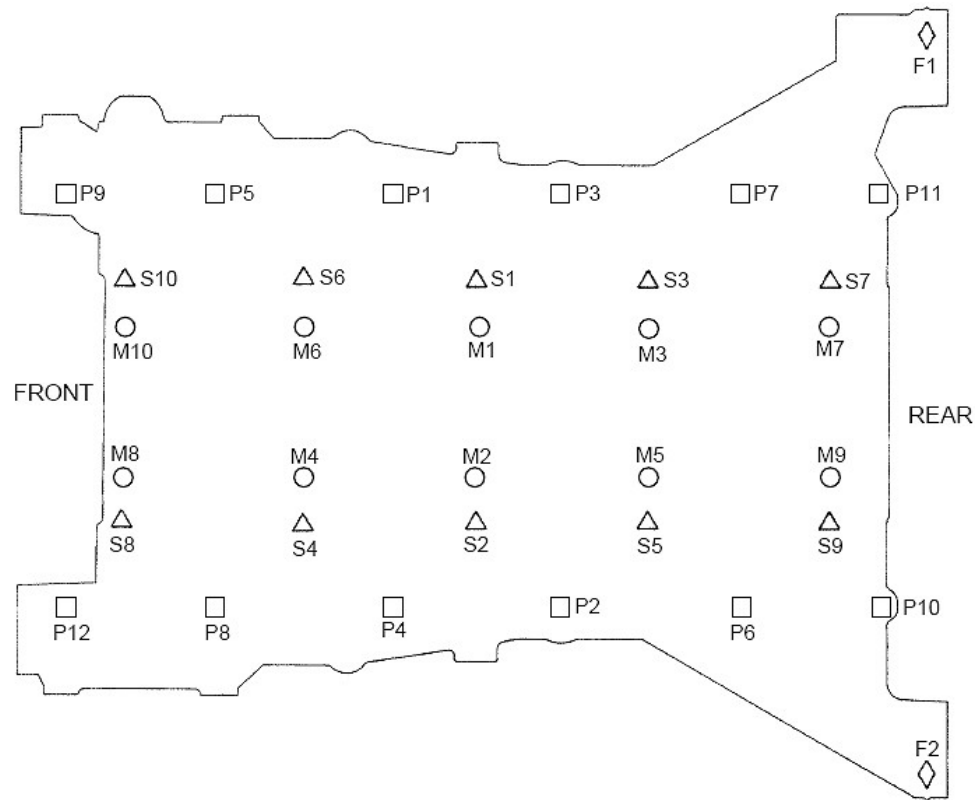 F1
P9 P5 P1 P3 P7 P11
S10 S6 S1 S3 S7
M10 M6 M1 M3 M7
FRONT
REAR
M8 M4 M2 M5 M9
S8 S4 S2 S5 S9
P2 P10
P12 P8 P4 P6
F2